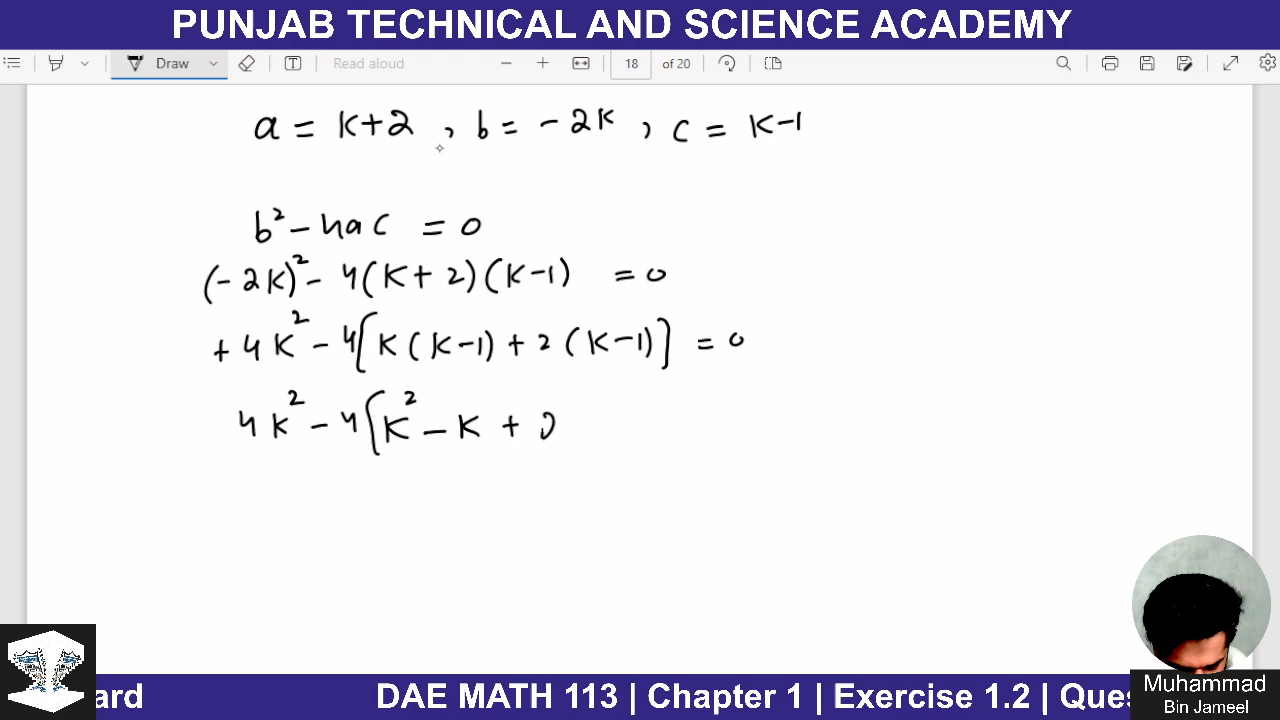 PUNJAB TECHNICAL AND SCIENCE ACADEMY
Draw
Read aloud
18 of 20
a = k+2 , b = -2k , c = k-1
b² - 4ac = 0
(-2k)² - 4(k+2)(k-1) = 0
+4k² - 4[k(k-1) + 2(k-1)] = 0
4k² - 4[k² - k + 2
ard
DAE MATH 113 | Chapter 1 | Exercise 1.2 | Ques
Muhammad
Bin Jameel